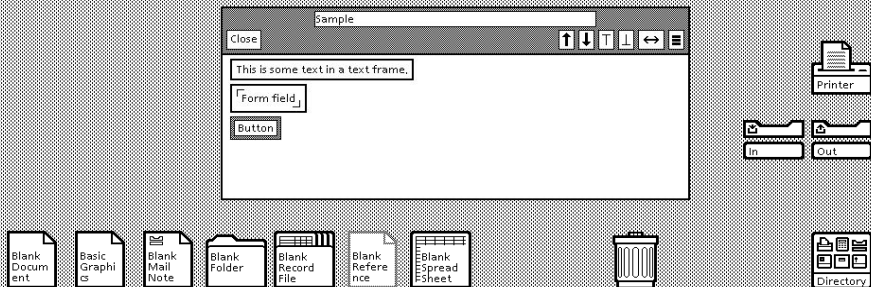 Sample
Close
This is some text in a text frame.
Form field
Button
Printer
In
Out
Blank
Docum
ent
Basic
Graphi
cs
Blank
Mail
Note
Blank
Folder
Blank
Record
File
Blank
Refere
nce
Blank
Spread
Sheet
Directory